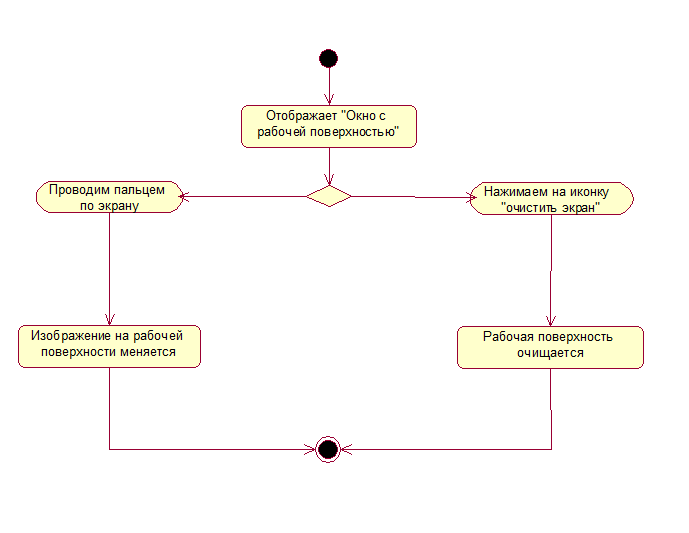 Отображает "Окно с
рабочей поверхностью"
Проводим пальцем
по экрану
Нажимаем на иконку
"очистить экран"
Изображение на рабочей
поверхности меняется
Рабочая поверхность
очищается